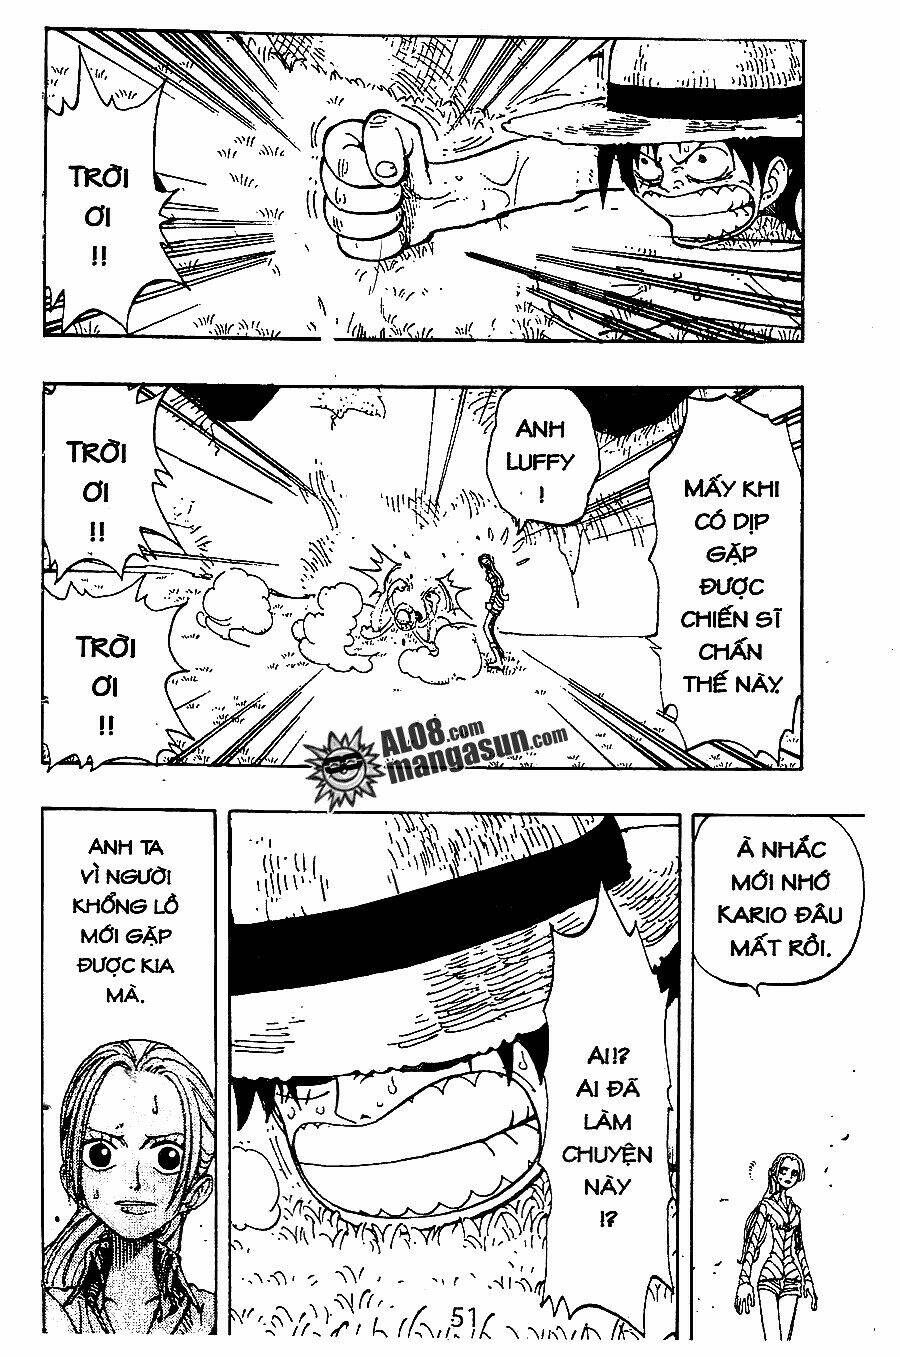 TRỜI
ƠI
!!
ANH
LUFFY
!
MẤY KHI
CÓ DỊP
GẶP
ĐƯỢC
CHIẾN SĨ
CHẤN
THẾ NÀY.
TRỜI
ƠI
!!
TRỜI
ƠI
!!
ALO8.com
mangasun.com
ANH TA
VÌ NGƯỜI
KHỔNG LỒ
MỚI GẶP
ĐƯỢC KIA
MÀ.
AI!?
AI ĐÃ
LÀM
CHUYỆN
NÀY
!?
À NHẮC
MỚI NHỚ
KARIO ĐÂU
MẤT RỒI.
51